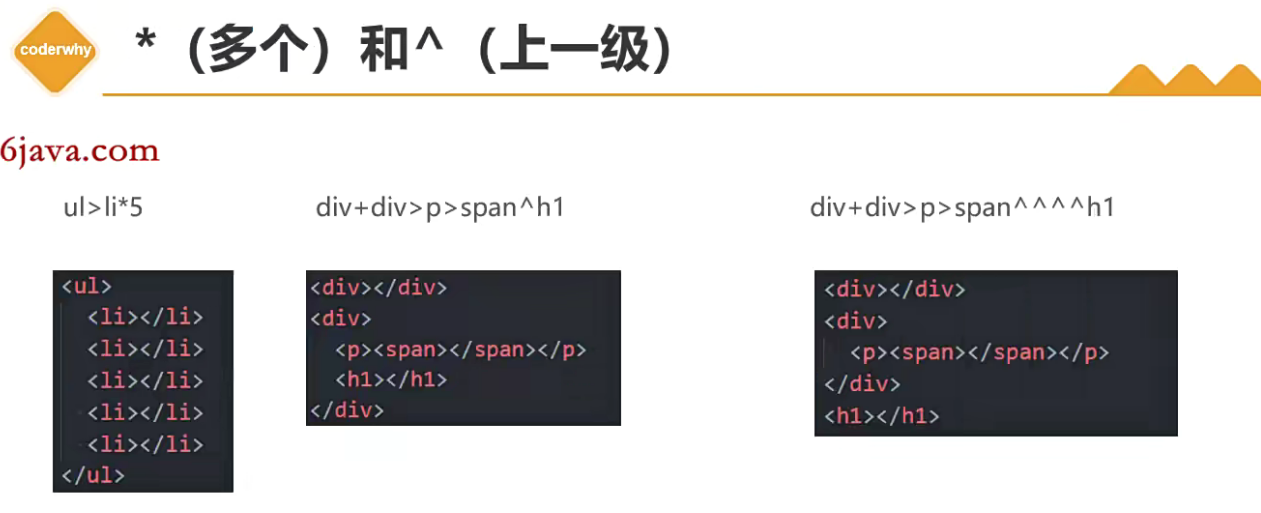 coderwhy
*（多个）和^（上一级）
6java.com
ul>li*5
<ul>
<li></li>
<li></li>
<li></li>
<li></li>
<li></li>
</ul>
div+div>p>span^h1
<div></div>
<div>
<p><span></span></p>
<h1></h1>
</div>
div+div>p>span^^^^h1
<div></div>
<div>
<p><span></span></p>
</div>
<h1></h1>